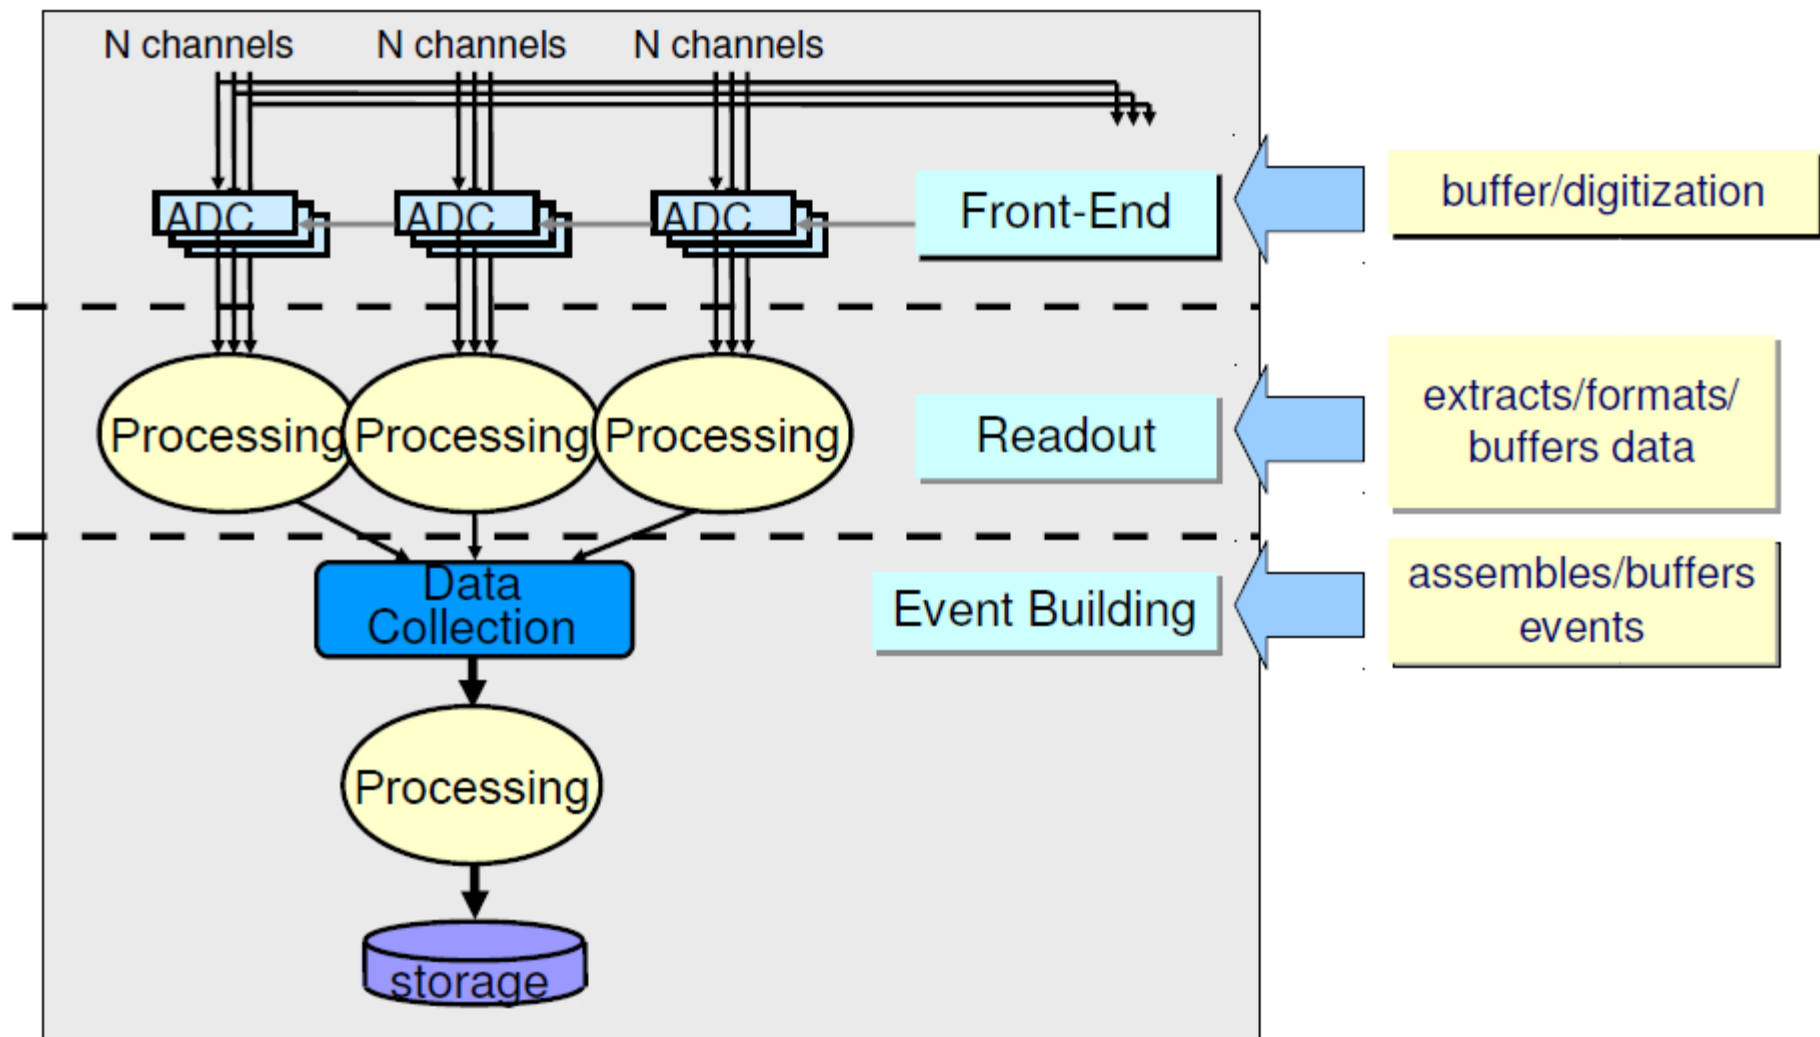 N channels N channels N channels
ADC ADC ADC Front-End buffer/digitization
Processing Processing Processing Readout extracts/formats/
buffers data
Data
Collection
Event Building assembles/buffers
events
Processing
storage